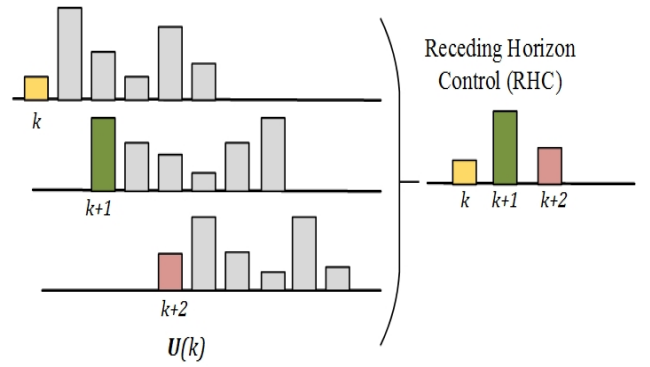 k
k+1
k+2
U(k)
Receding Horizon
Control (RHC)
k k+1 k+2